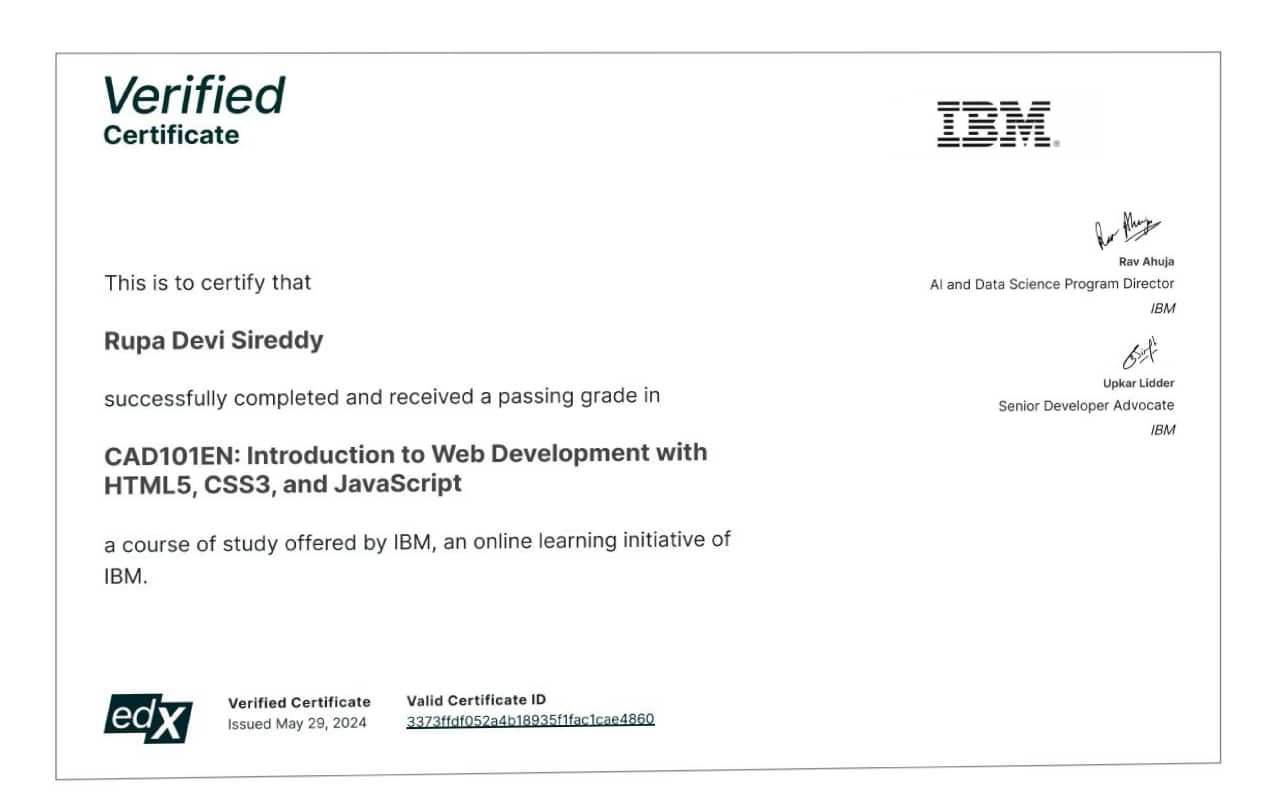 Verified
Certificate
IBM®
This is to certify that
Rupa Devi Sireddy
successfully completed and received a passing grade in
CAD101EN: Introduction to Web Development with
HTML5, CSS3, and JavaScript
a course of study offered by IBM, an online learning initiative of
IBM.
Rav Ahuja
AI and Data Science Program Director
IBM
Upkar Lidder
Senior Developer Advocate
IBM
edX
Verified Certificate
Issued May 29, 2024
Valid Certificate ID
3373ffdf052a4b18935f1fac1cae4860